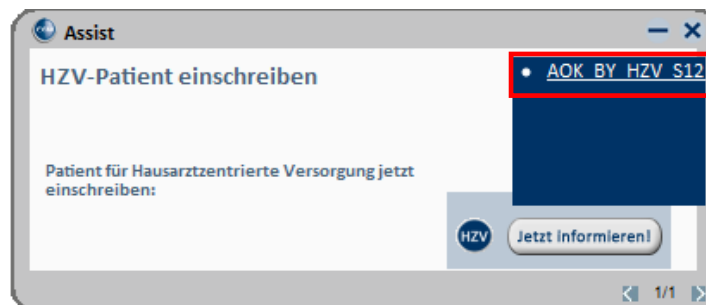 Assist
HZV-Patient einschreiben
AOK_BY_HZV_S12
Patient für Hausarztzentrierte Versorgung jetzt
einschreiben:
HZV
Jetzt informieren!
1/1